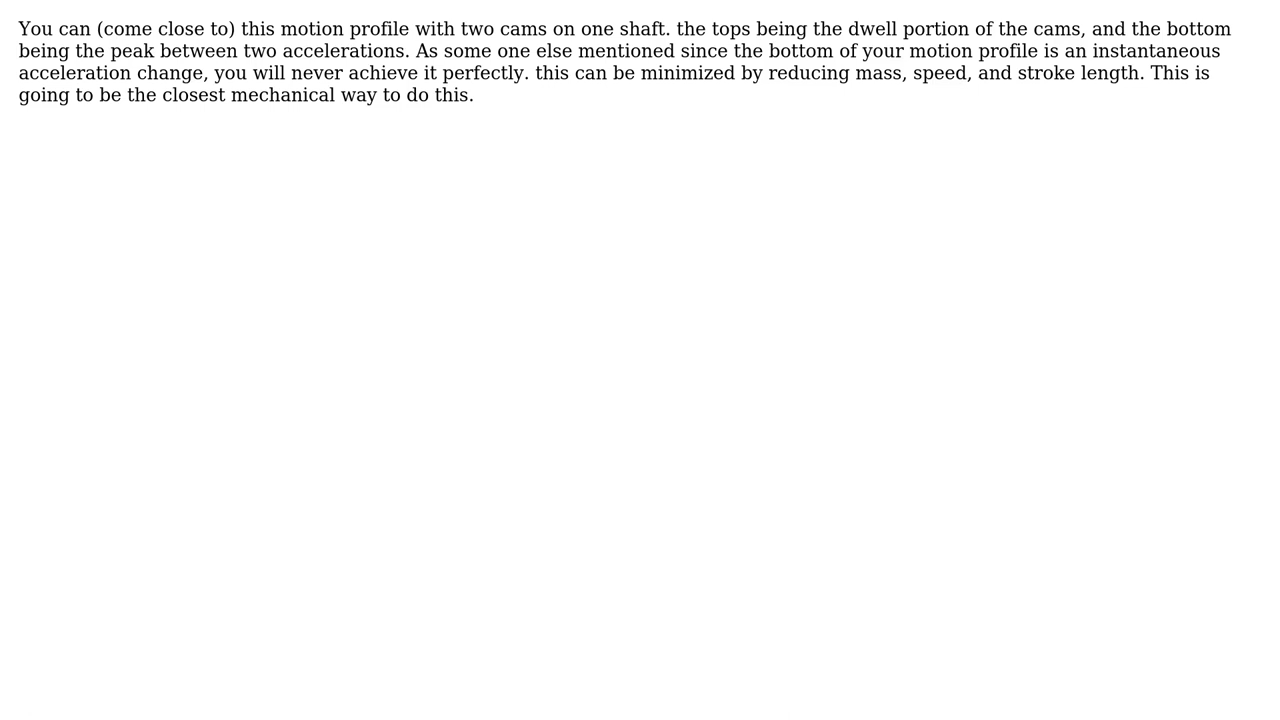 You can (come close to) this motion profile with two cams on one shaft. the tops being the dwell portion of the cams, and the bottom
being the peak between two accelerations. As some one else mentioned since the bottom of your motion profile is an instantaneous
acceleration change, you will never achieve it perfectly. this can be minimized by reducing mass, speed, and stroke length. This is
going to be the closest mechanical way to do this.